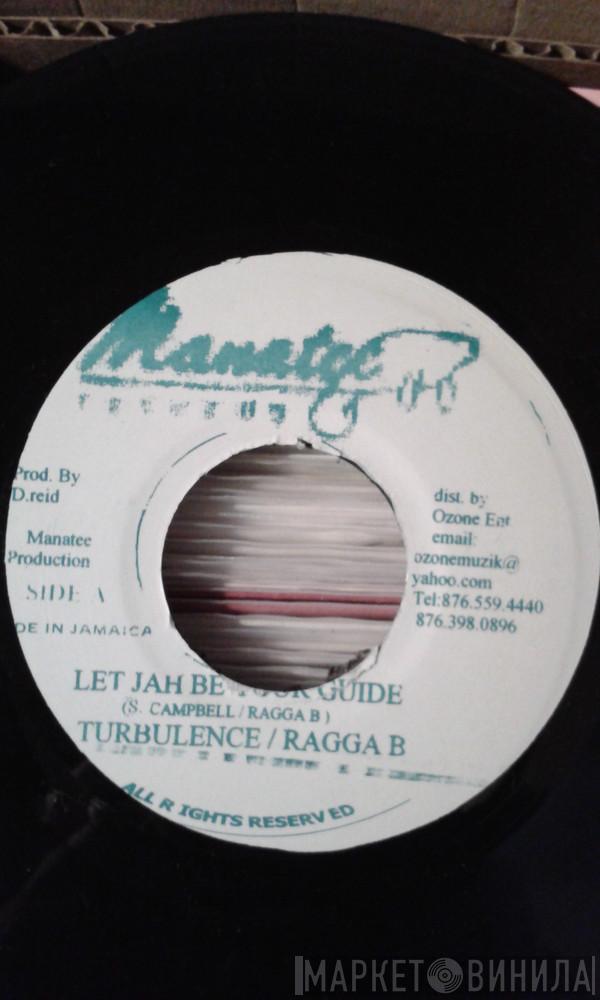 Manatee
records
Prod. By
D.reid
Manatee
Production
SIDE A
DE IN JAMAICA
dist. by
Ozone Ent
email:
ozonemuzik@
yahoo.com
Tel:876.559.4440
876.398.0896
LET JAH BE YOUR GUIDE
(S. CAMPBELL / RAGGA B )
TURBULENCE / RAGGA B
ALL R IGHTS RESERV ED
МАРКЕТ ВИНИЛА